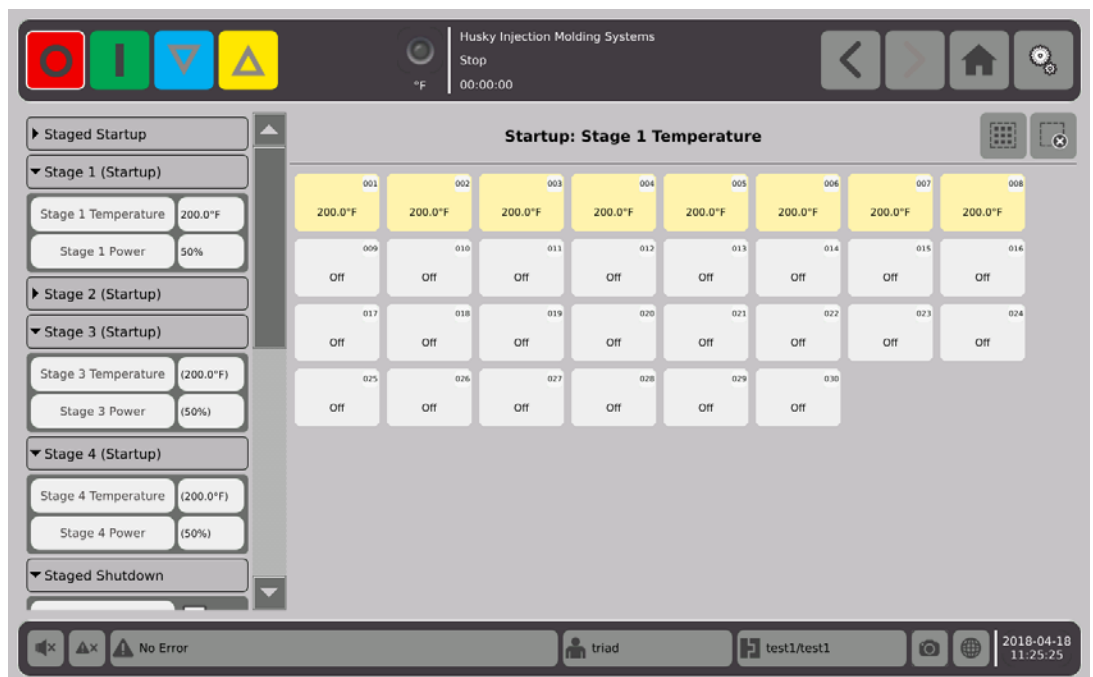 Husky Injection Molding Systems
Stop
°F 00:00:00
Staged Startup
Stage 1 (Startup)
Stage 1 Temperature 200.0°F
Stage 1 Power 50%
Stage 2 (Startup)
Stage 3 (Startup)
Stage 3 Temperature (200.0°F)
Stage 3 Power (50%)
Stage 4 (Startup)
Stage 4 Temperature (200.0°F)
Stage 4 Power (50%)
Staged Shutdown
Startup: Stage 1 Temperature
001 002 003 004 005 006 007 008
200.0°F 200.0°F 200.0°F 200.0°F 200.0°F 200.0°F 200.0°F 200.0°F
009 010 011 012 013 014 015 016
Off Off Off Off Off Off Off Off
017 018 019 020 021 022 023 024
Off Off Off Off Off Off Off Off
025 026 027 028 029 030
Off Off Off Off Off Off
No Error triad test1/test1 2018-04-18
11:25:25